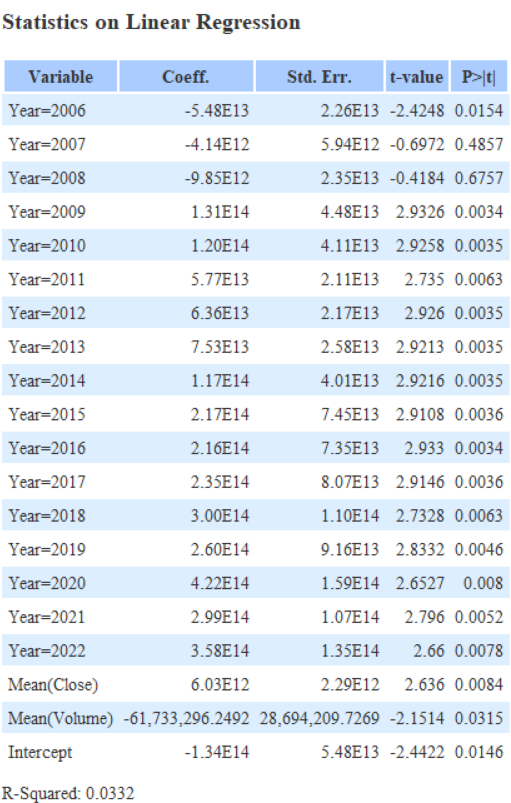 Statistics on Linear Regression
Variable Coeff. Std. Err. t-value P>|t|
Year=2006 -5.48E13 2.26E13 -2.4248 0.0154
Year=2007 -4.14E12 5.94E12 -0.6972 0.4857
Year=2008 -9.85E12 2.35E13 -0.4184 0.6757
Year=2009 1.31E14 4.48E13 2.9326 0.0034
Year=2010 1.20E14 4.11E13 2.9258 0.0035
Year=2011 5.77E13 2.11E13 2.735 0.0063
Year=2012 6.36E13 2.17E13 2.926 0.0035
Year=2013 7.53E13 2.58E13 2.9213 0.0035
Year=2014 1.17E14 4.01E13 2.9216 0.0035
Year=2015 2.17E14 7.45E13 2.9108 0.0036
Year=2016 2.16E14 7.35E13 2.933 0.0034
Year=2017 2.35E14 8.07E13 2.9146 0.0036
Year=2018 3.00E14 1.10E14 2.7328 0.0063
Year=2019 2.60E14 9.16E13 2.8332 0.0046
Year=2020 4.22E14 1.59E14 2.6527 0.008
Year=2021 2.99E14 1.07E14 2.796 0.0052
Year=2022 3.58E14 1.35E14 2.66 0.0078
Mean(Close) 6.03E12 2.29E12 2.636 0.0084
Mean(Volume) -61,733,296.2492 28,694,209.7269 -2.1514 0.0315
Intercept -1.34E14 5.48E13 -2.4422 0.0146
R-Squared: 0.0332